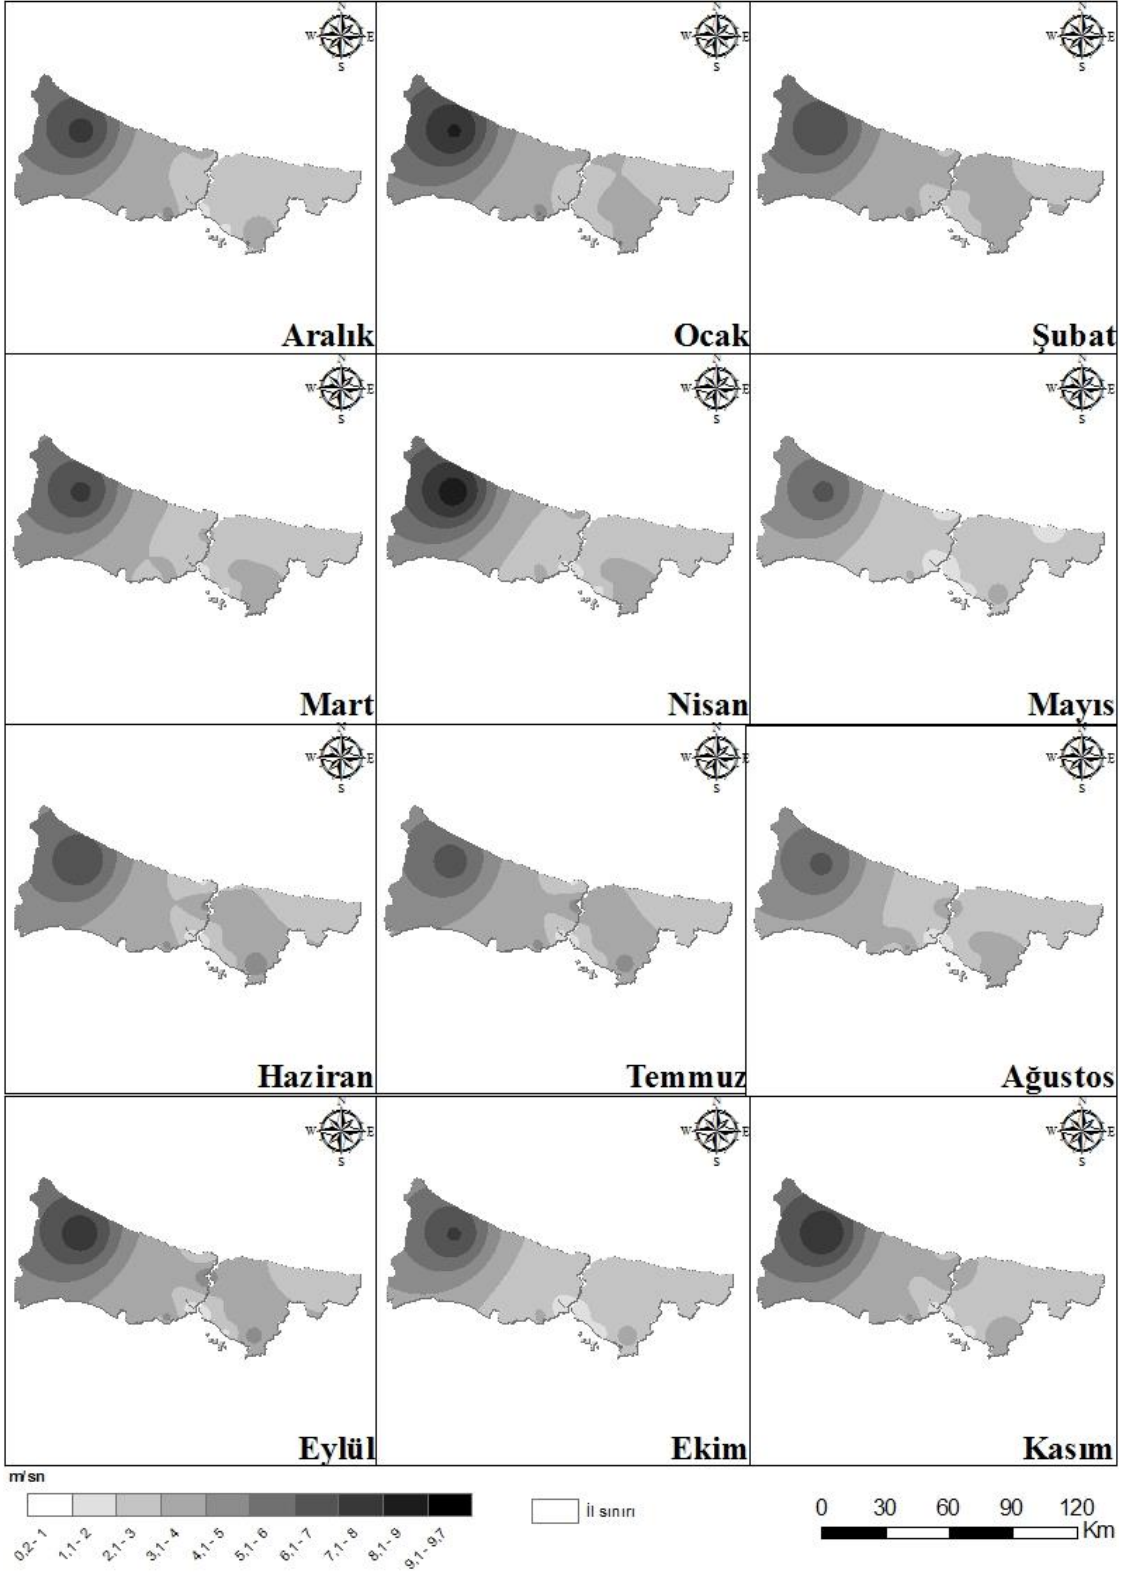 N
W E
S
N
W E
S
N
W E
S
Aralık
Ocak
Şubat
N
W E
S
N
W E
S
N
W E
S
Mart
Nisan
Mayıs
N
W E
S
N
W E
S
N
W E
S
Haziran
Temmuz
Ağustos
N
W E
S
N
W E
S
N
W E
S
Eylül
Ekim
Kasım
m/sn
0,2 - 1
1,1 - 2
2,1 - 3
3,1 - 4
4,1 - 5
5,1 - 6
6,1 - 7
7,1 - 8
8,1 - 9
9,1 - 9,7
İl sınırı
0 30 60 90 120
Km